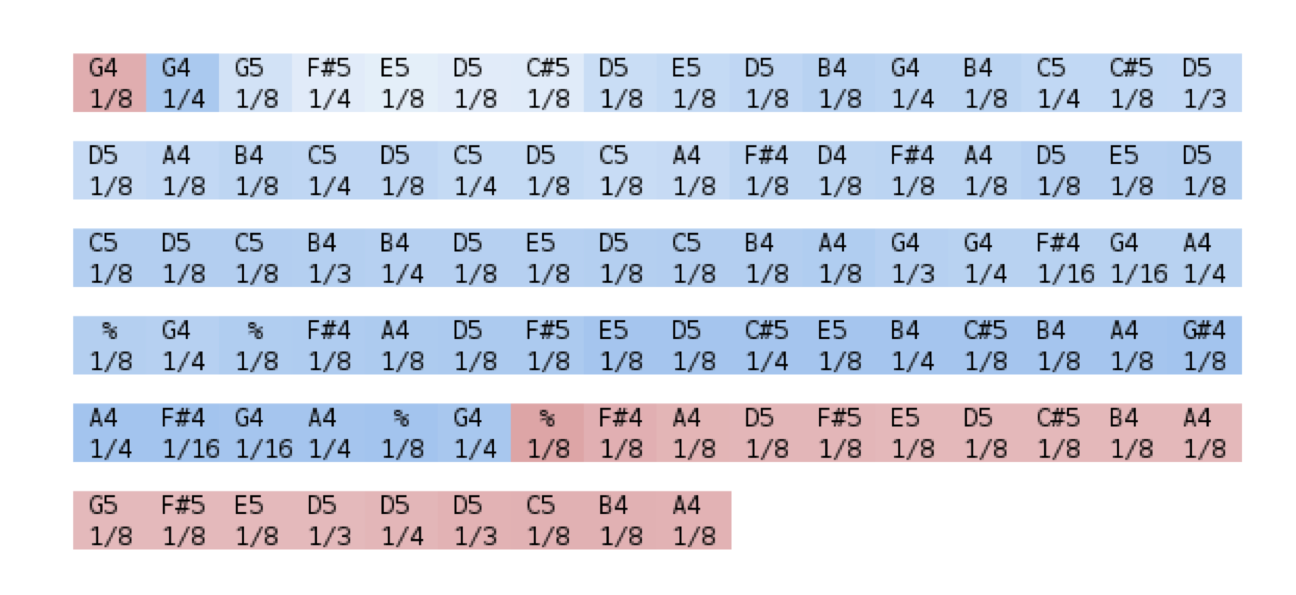 G4 G4 G5 F#5 E5 D5 C#5 D5 E5 D5 B4 G4 B4 C5 C#5 D5
1/8 1/4 1/8 1/4 1/8 1/8 1/8 1/8 1/8 1/8 1/8 1/4 1/8 1/4 1/8 1/3
D5 A4 B4 C5 D5 C5 D5 C5 A4 F#4 D4 F#4 A4 D5 E5 D5
1/8 1/8 1/8 1/4 1/8 1/4 1/8 1/8 1/8 1/8 1/8 1/8 1/8 1/8 1/8 1/8
C5 D5 C5 B4 B4 D5 E5 D5 C5 B4 A4 G4 G4 F#4 G4 A4
1/8 1/8 1/8 1/3 1/4 1/8 1/8 1/8 1/8 1/8 1/8 1/3 1/4 1/16 1/16 1/4
% G4 % F#4 A4 D5 F#5 E5 D5 C#5 E5 B4 C#5 B4 A4 G#4
1/8 1/4 1/8 1/8 1/8 1/8 1/8 1/8 1/8 1/4 1/8 1/4 1/8 1/8 1/8 1/8
A4 F#4 G4 A4 % G4 % F#4 A4 D5 F#5 E5 D5 C#5 B4 A4
1/4 1/16 1/16 1/4 1/8 1/4 1/8 1/8 1/8 1/8 1/8 1/8 1/8 1/8 1/8 1/8
G5 F#5 E5 D5 D5 D5 C5 B4 A4
1/8 1/8 1/8 1/3 1/4 1/3 1/8 1/8 1/8